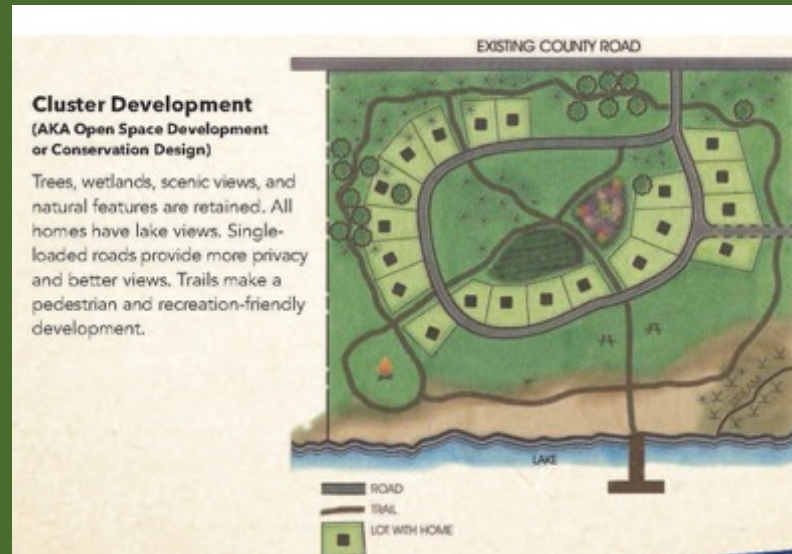 EXISTING COUNTY ROAD
Cluster Development
(AKA Open Space Development
or Conservation Design)
Trees, wetlands, scenic views, and
natural features are retained. All
homes have lake views. Single-
loaded roads provide more privacy
and better views. Trails make a
pedestrian and recreation-friendly
development.
STREAM
LAKE
ROAD
TRAIL
LOT WITH HOME